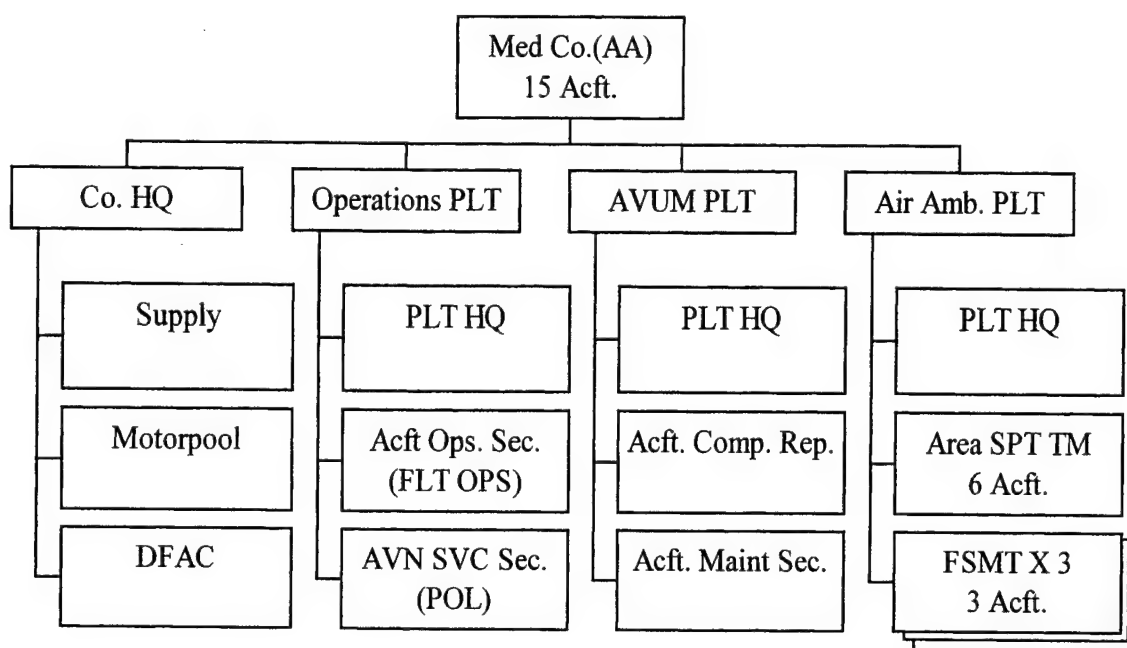 Med Co.(AA)
15 Acft.
Co. HQ
Operations PLT
AVUM PLT
Air Amb. PLT
Supply
PLT HQ
PLT HQ
PLT HQ
Motorpool
Acft Ops. Sec.
(FLT OPS)
Acft. Comp. Rep.
Area SPT TM
6 Acft.
DFAC
AVN SVC Sec.
(POL)
Acft. Maint Sec.
FSMT X 3
3 Acft.